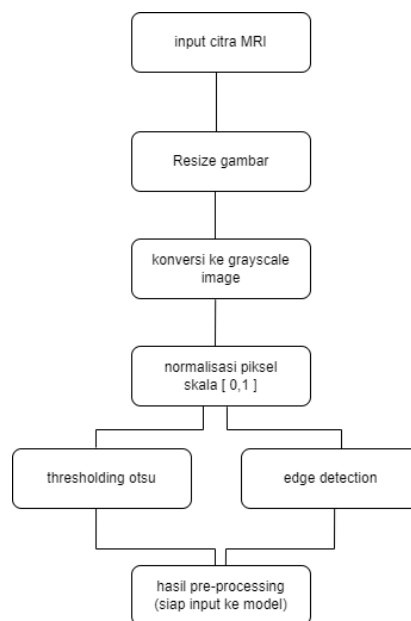 input citra MRI
Resize gambar
konversi ke grayscale
image
normalisasi piksel
skala [ 0,1 ]
thresholding otsu
edge detection
hasil pre-processing
(siap input ke model)